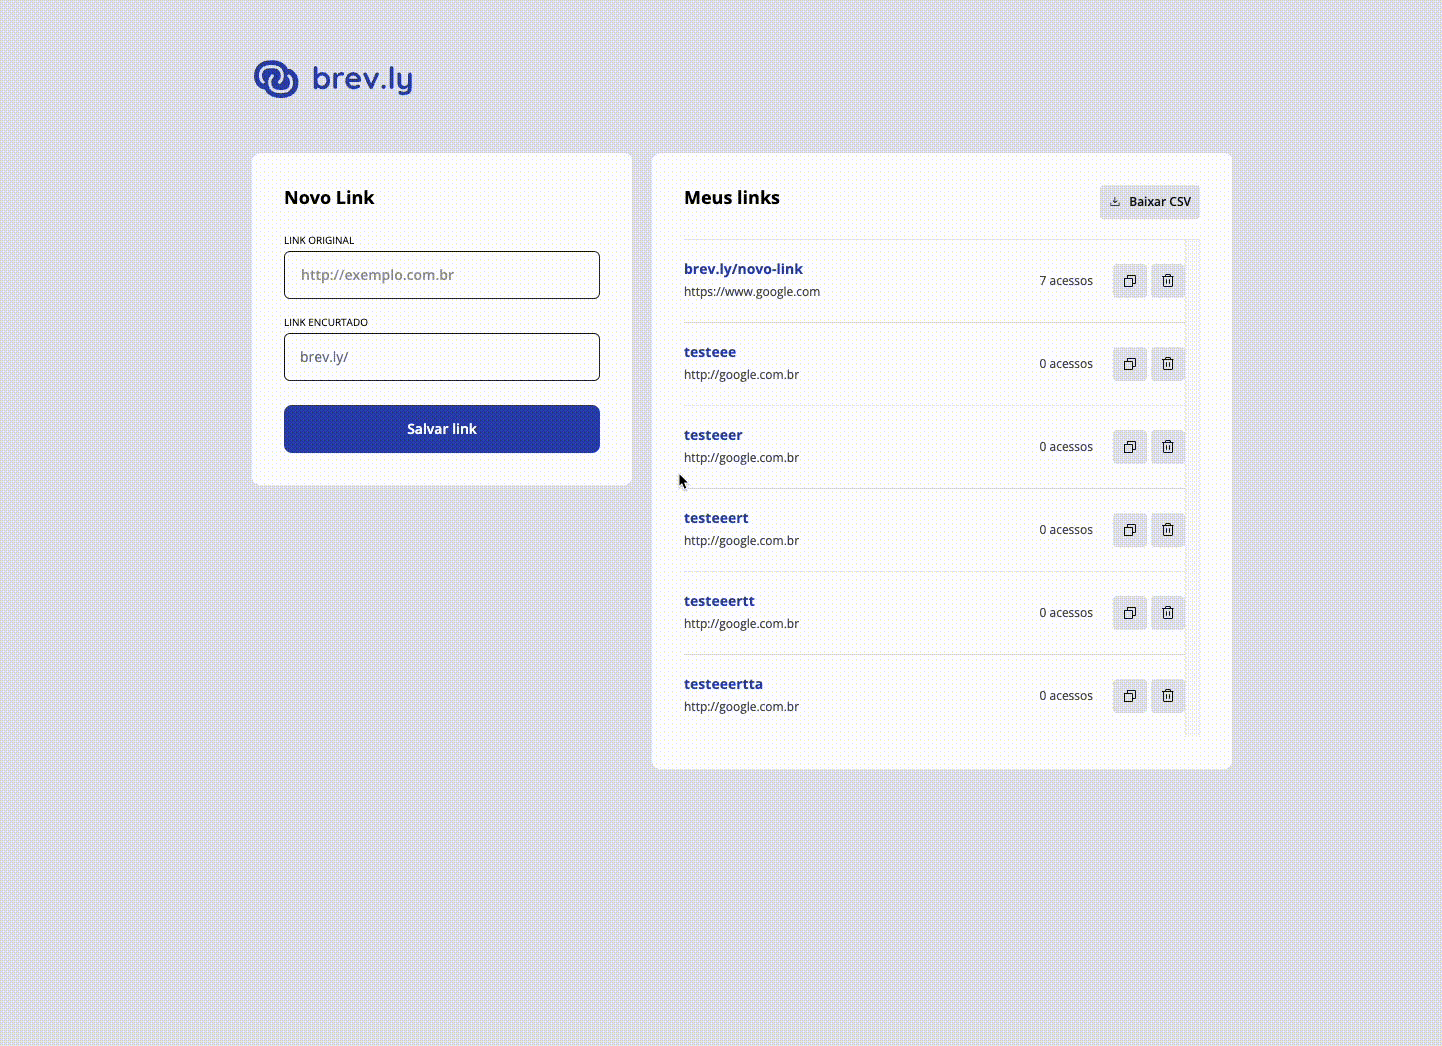 brev.ly
Novo Link
LINK ORIGINAL
http://exemplo.com.br
LINK ENCURTADO
brev.ly/
Salvar link
Meus links
Baixar CSV
brev.ly/novo-link
https://www.google.com
7 acessos
testeee
http://google.com.br
0 acessos
testeeer
http://google.com.br
0 acessos
testeeert
http://google.com.br
0 acessos
testeeertt
http://google.com.br
0 acessos
testeeertta
http://google.com.br
0 acessos